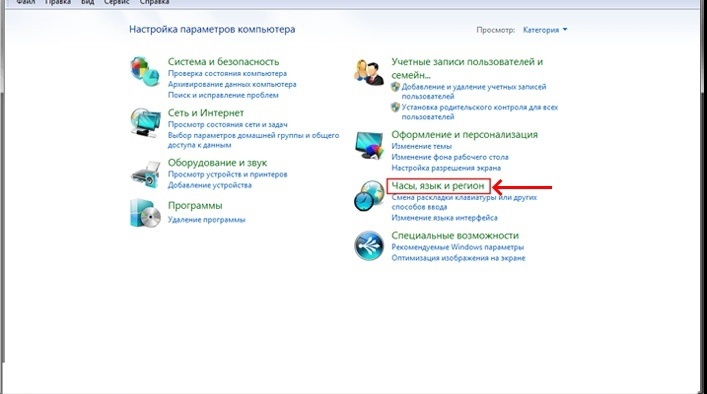 Файл Правка Вид Сервис Справка
Настройка параметров компьютера
Просмотр: Категория
Система и безопасность
Проверка состояния компьютера
Архивирование данных компьютера
Поиск и исправление проблем
Сеть и Интернет
Просмотр состояния сети и задач
Выбор параметров домашней группы и общего
доступа к данным
Оборудование и звук
Просмотр устройств и принтеров
Добавление устройства
Программы
Удаление программы
Учетные записи пользователей и
семейн...
Добавление и удаление учетных записей
пользователей
Установка родительского контроля для всех
пользователей
Оформление и персонализация
Изменение темы
Изменение фона рабочего стола
Настройка разрешения экрана
Часы, язык и регион
Смена раскладки клавиатуры или других
способов ввода
Изменение языка интерфейса
Специальные возможности
Рекомендуемые Windows параметры
Оптимизация изображения на экране